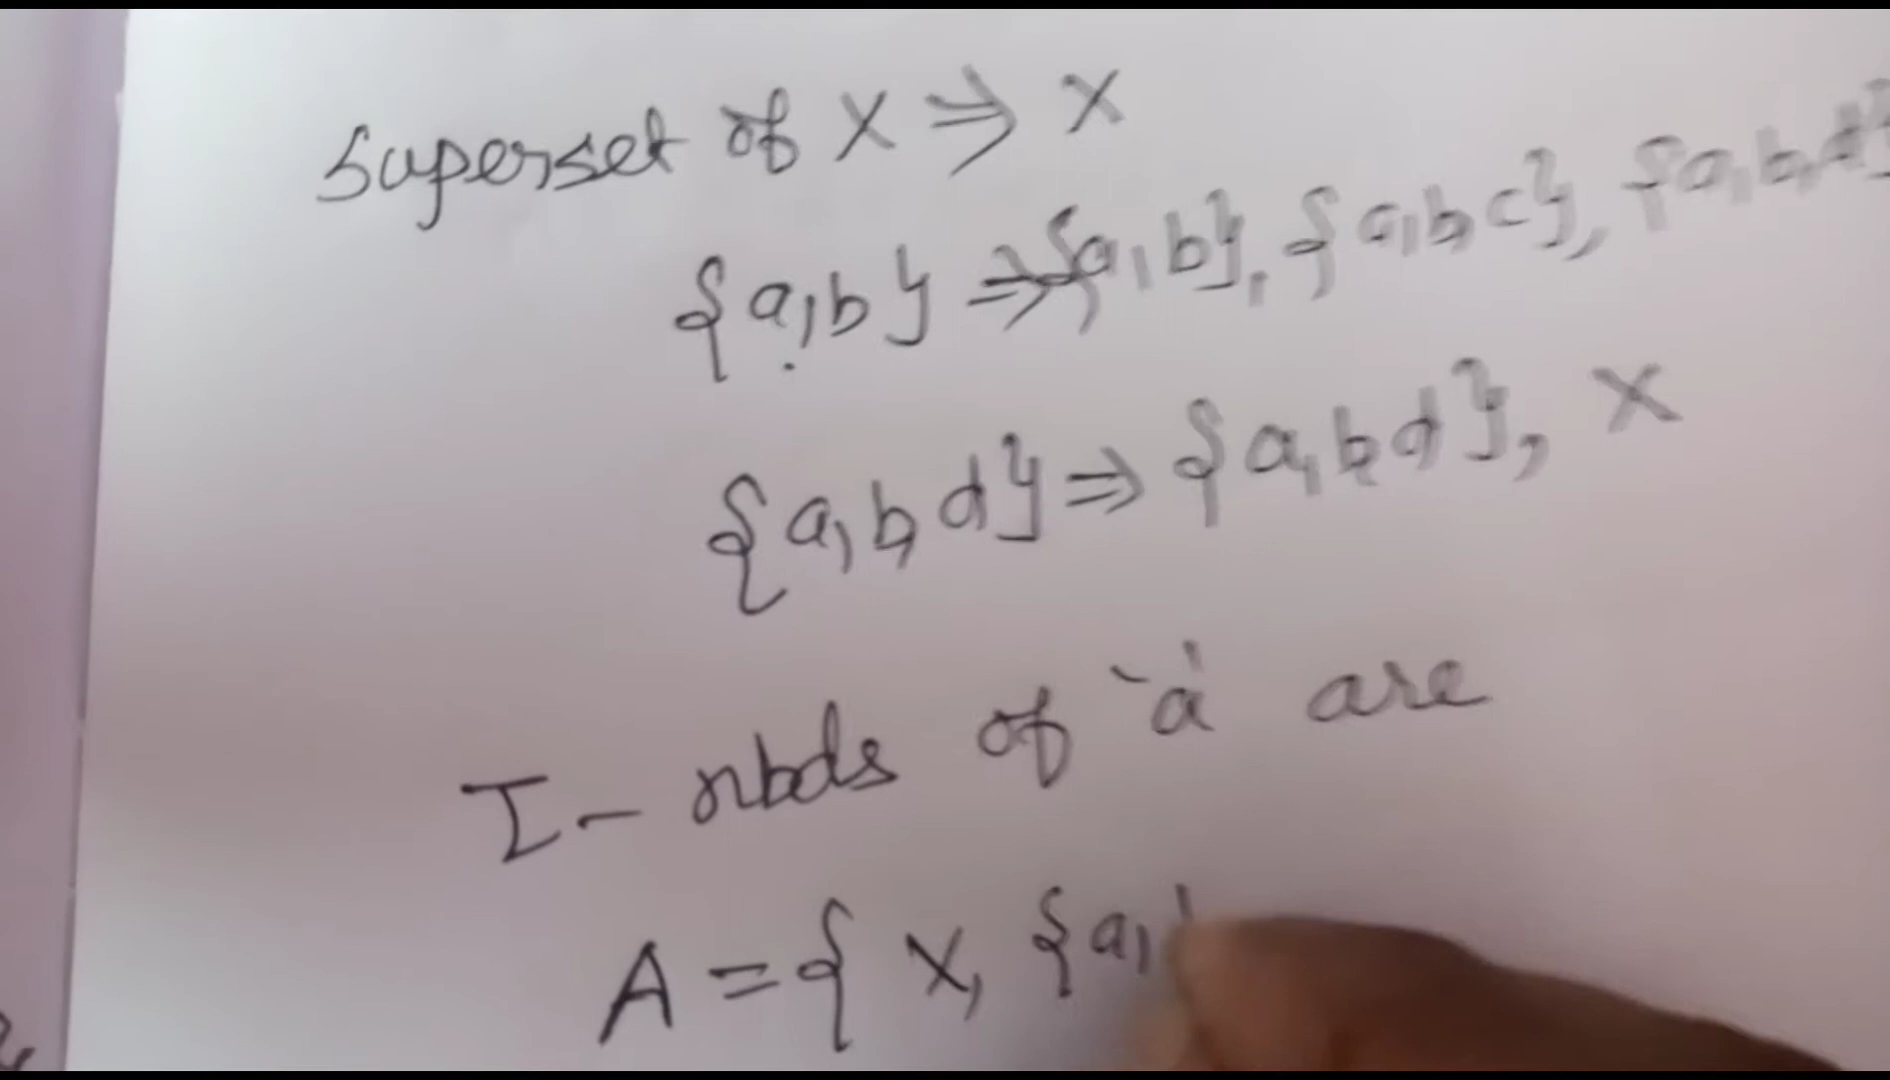 Superset of X ⇒ X
{a,b} ⇒ {a,b}, {a,b,c}, {a,b,d}
{a,b,d} ⇒ {a,b,d}, X
T- nbds of 'a' are
A = { X, {a,